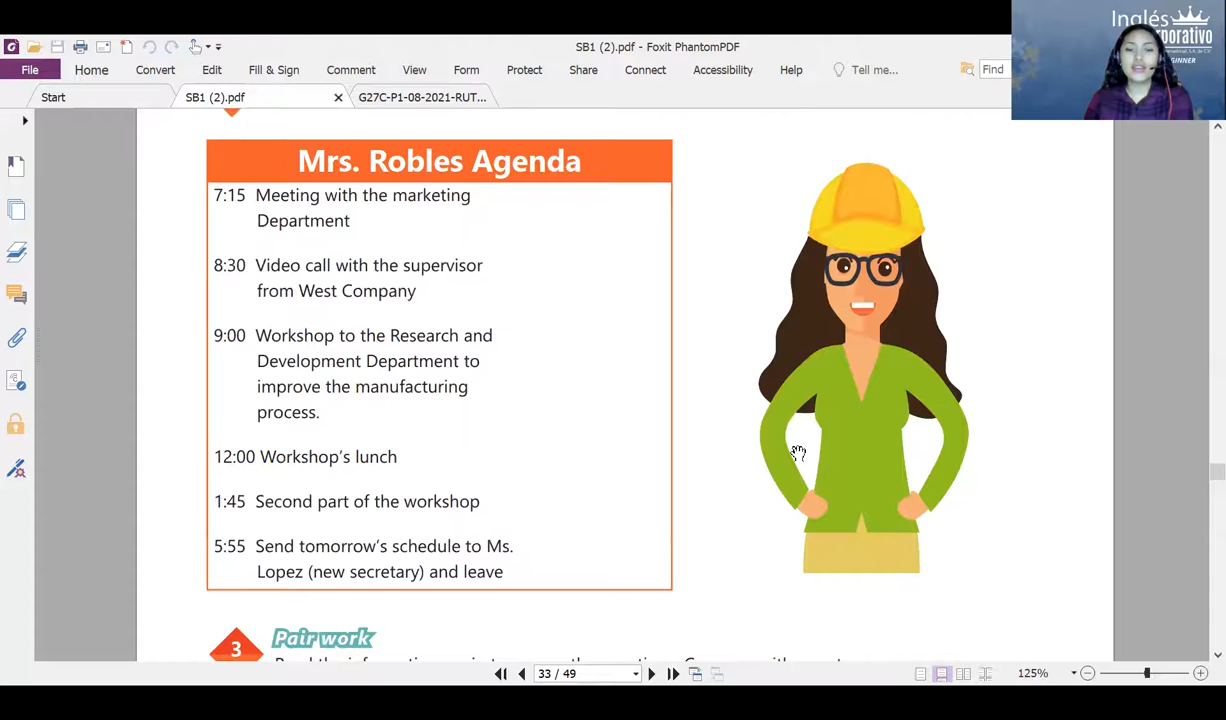 SB1 (2).pdf - Foxit PhantomPDF
File Home Convert Edit Fill & Sign Comment View Form Protect Share Connect Accessibility Help Tell me... Find
Start SB1 (2).pdf G27C-P1-08-2021-RUT...
Inglés
orporativo
GINNER
Mrs. Robles Agenda
7:15 Meeting with the marketing
Department
8:30 Video call with the supervisor
from West Company
9:00 Workshop to the Research and
Development Department to
improve the manufacturing
process.
12:00 Workshop's lunch
1:45 Second part of the workshop
5:55 Send tomorrow's schedule to Ms.
Lopez (new secretary) and leave
3 Pair work
33 / 49
125%